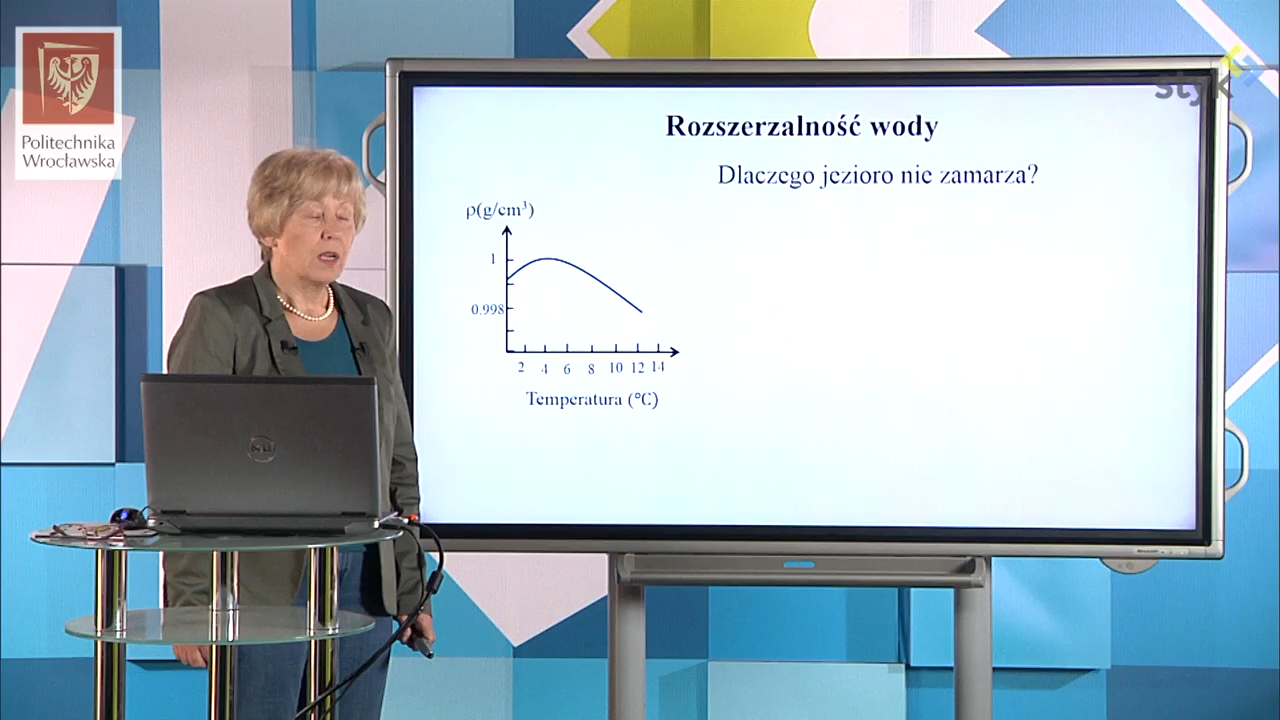 Politechnika
Wrocławska
styk
Rozszerzalność wody
Dlaczego jezioro nie zamarza?
ρ(g/cm³)
1
0.998
2 4 6 8 10 12 14
Temperatura (°C)
DELL